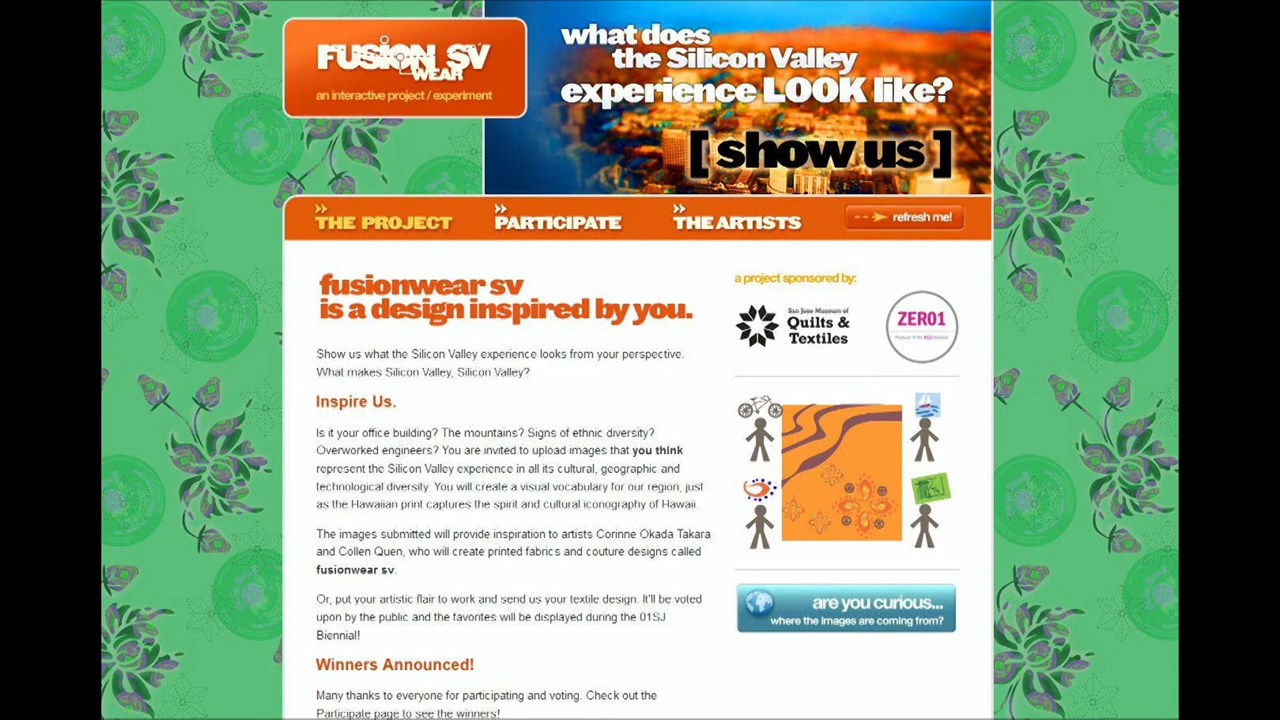 FUSION SV
WEAR
an interactive project / experiment
what does
the Silicon Valley
experience LOOK like?
[ show us ]
THE PROJECT
PARTICIPATE
THE ARTISTS
refresh me!
fusionwear sv
is a design inspired by you.
Show us what the Silicon Valley experience looks from your perspective.
What makes Silicon Valley, Silicon Valley?
Inspire Us.
Is it your office building? The mountains? Signs of ethnic diversity?
Overworked engineers? You are invited to upload images that you think
represent the Silicon Valley experience in all its cultural, geographic and
technological diversity. You will create a visual vocabulary for our region, just
as the Hawaiian print captures the spirit and cultural iconography of Hawaii.
The images submitted will provide inspiration to artists Corinne Okada Takara
and Collen Quen, who will create printed fabrics and couture designs called
fusionwear sv.
Or, put your artistic flair to work and send us your textile design. It'll be voted
upon by the public and the favorites will be displayed during the 01SJ
Biennial!
Winners Announced!
Many thanks to everyone for participating and voting. Check out the
Participate page to see the winners!
a project sponsored by:
San Jose Museum of
Quilts &
Textiles
ZER01
are you curious...
where the images are coming from?